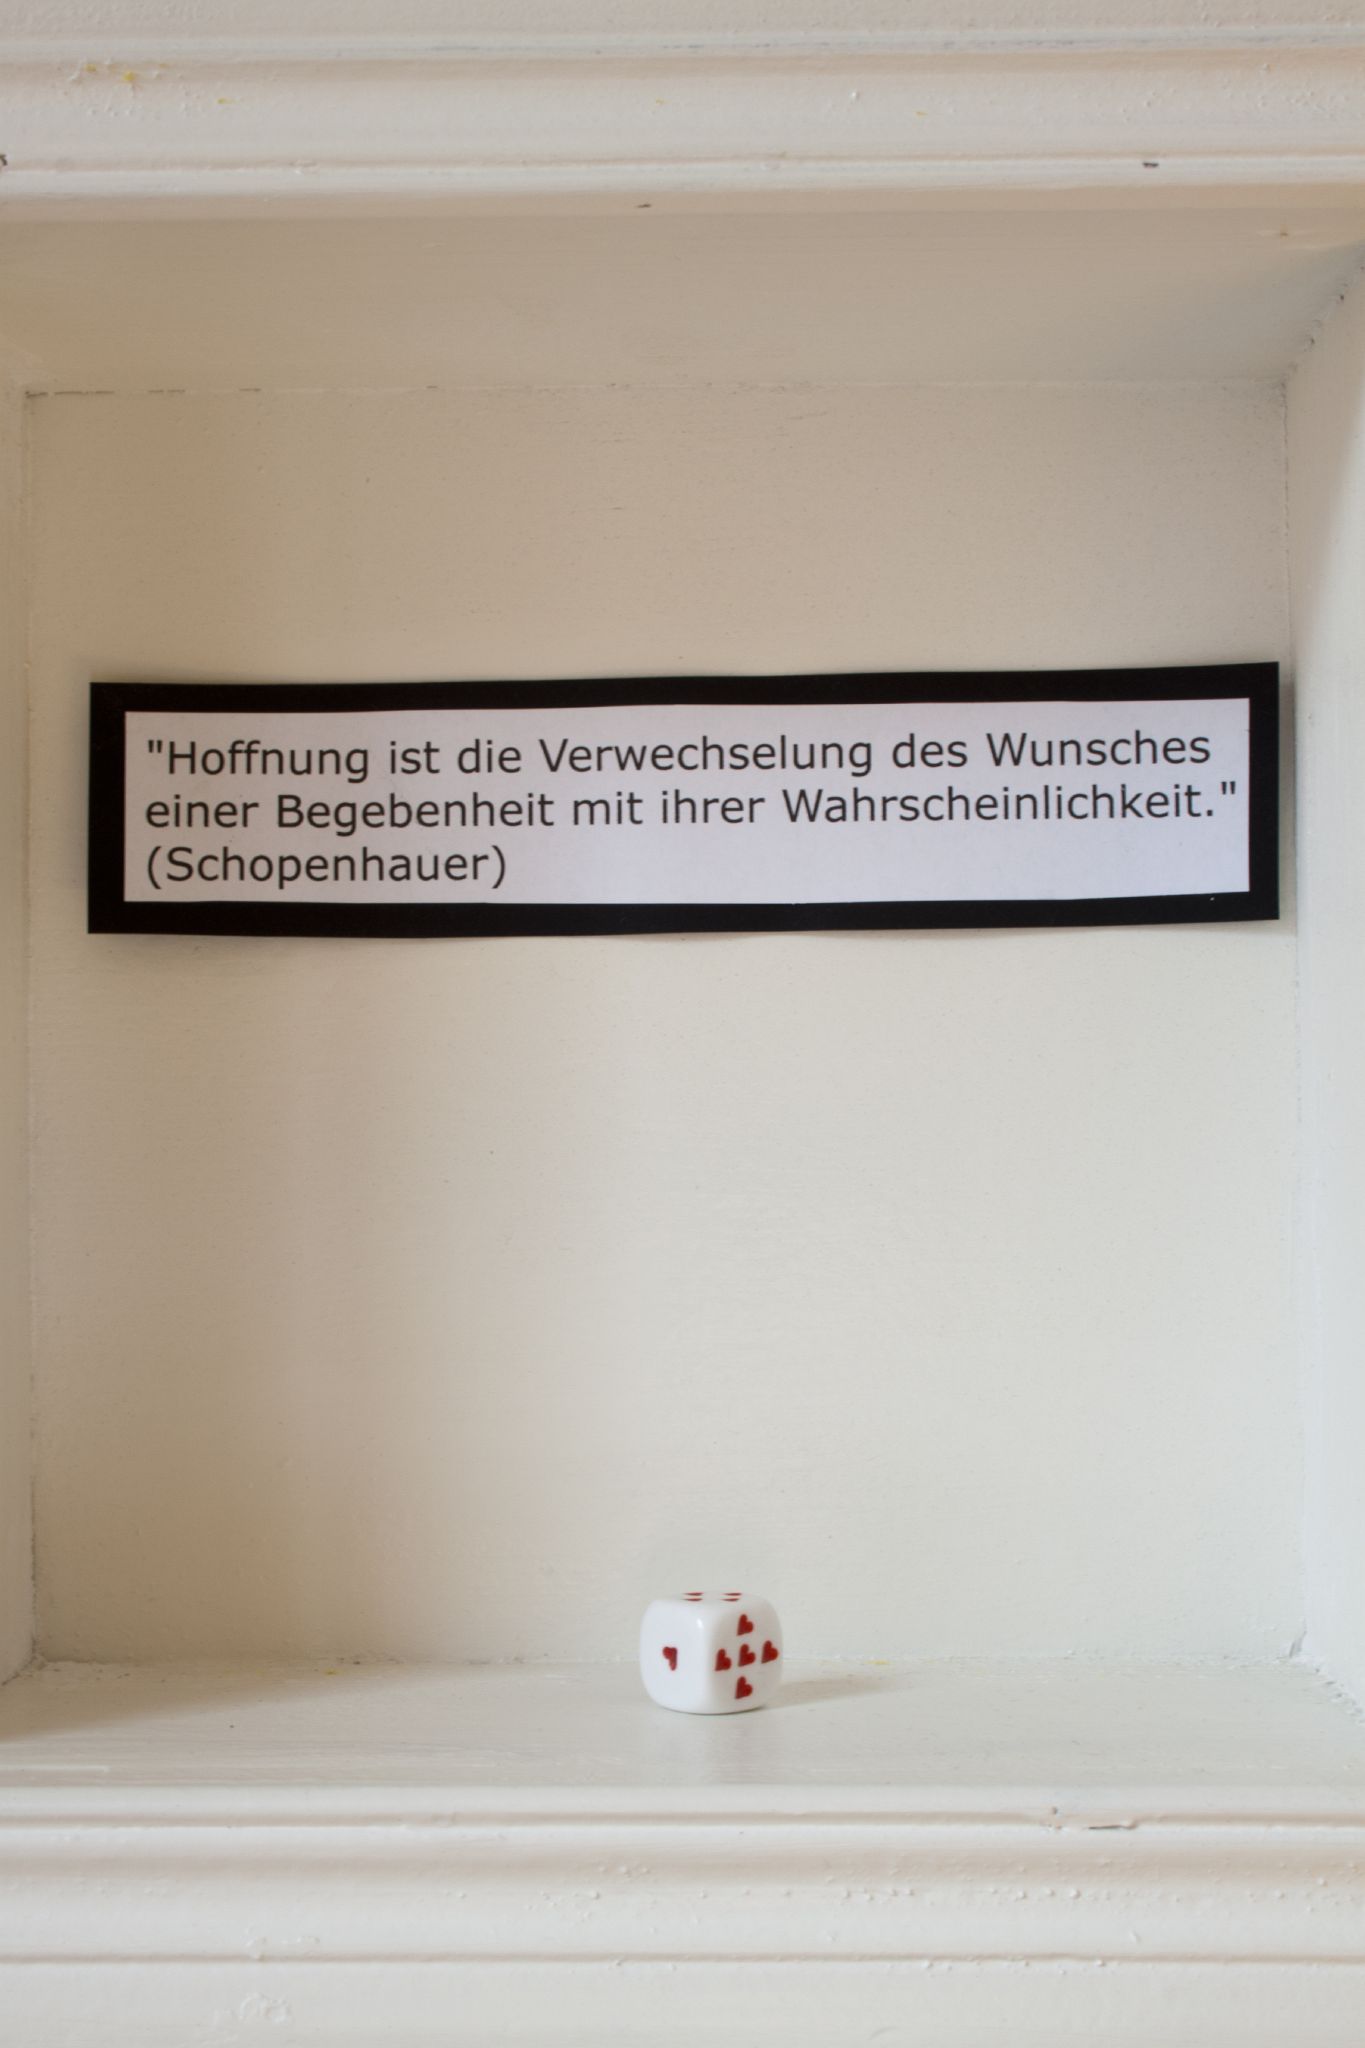 "Hoffnung ist die Verwechselung des Wunsches
einer Begebenheit mit ihrer Wahrscheinlichkeit."
(Schopenhauer)